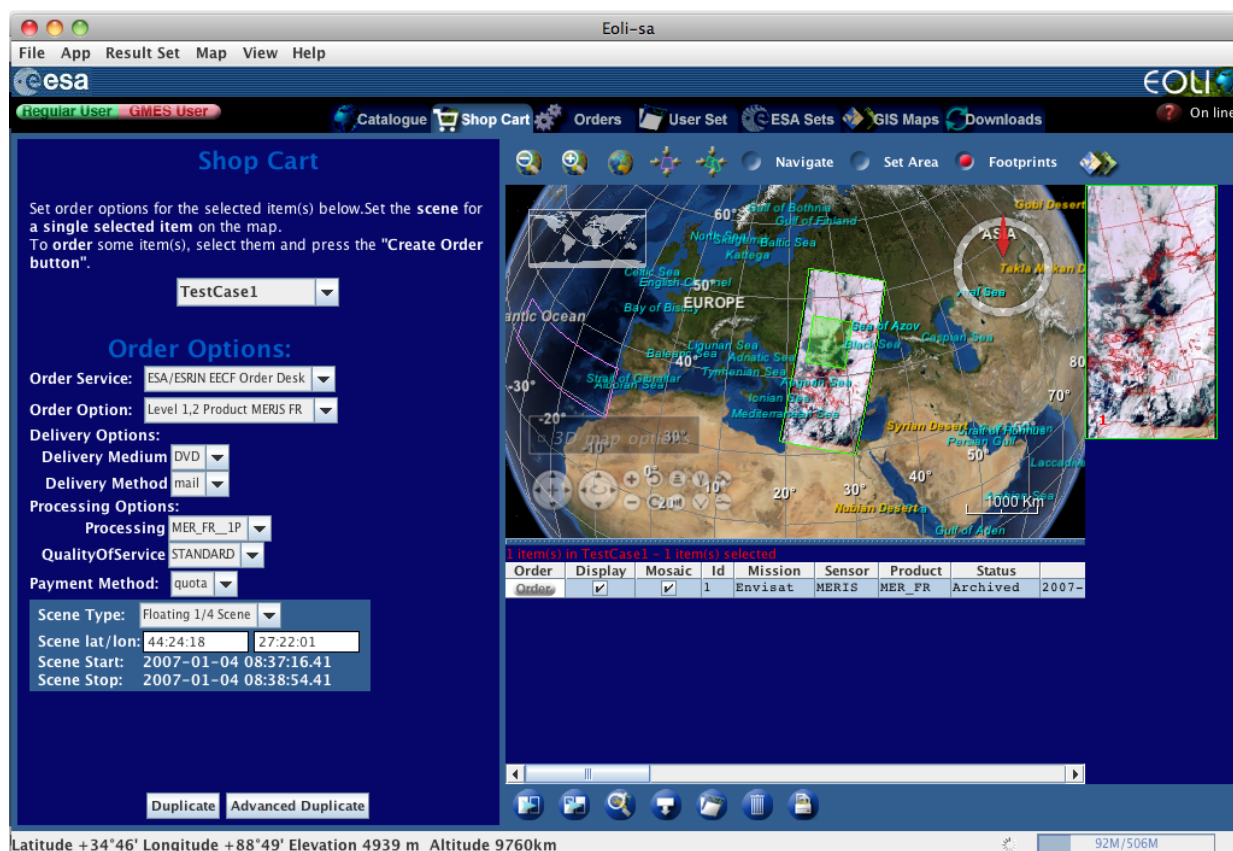 Eoli-sa
File App Result Set Map View Help
esa
EOLI
Regular User GMES User
Catalogue Shop Cart Orders User Set ESA Sets GIS Maps Downloads
On line
Shop Cart
Set order options for the selected item(s) below.Set the scene for
a single selected item on the map.
To order some item(s), select them and press the "Create Order
button".
TestCase1
Order Options:
Order Service: ESA/ESRIN EECF Order Desk
Order Option: Level 1,2 Product MERIS FR
Delivery Options:
Delivery Medium DVD
Delivery Method mail
Processing Options:
Processing MER_FR__1P
QualityOfService STANDARD
Payment Method: quota
Scene Type: Floating 1/4 Scene
Scene lat/lon: 44:24:18 27:22:01
Scene Start: 2007-01-04 08:37:16.41
Scene Stop: 2007-01-04 08:38:54.41
Duplicate Advanced Duplicate
Navigate Set Area Footprints
60°
Gulf of Bothnia
Gulf of Finland
Gobi Desert
ASIA
Baltic Sea
Kattega
Celtic Sea
English Channel
50°
EUROPE
Bay of Biscay
antic Ocean
Aral Sea
Sea of Azov
Black Sea
Caspian Sea
Ligurian Sea
Balearic Sea
Adriatic Sea
40°
Tyrrhenian Sea
Strait of Gibraltar
Alboran Sea
Aegean Sea
Ionian Sea
Mediterranean Sea
-30°
-20°
-10°
3D map options
30°
80
70°
Syrian Desert
Persian Gulf
50°
40°
30°
20°
10°
0°
20°
Nubian Desert
Arabian Sea
1000 Km
Gulf of Aden
1
1 item(s) in TestCase1 - 1 item(s) selected
Order Display Mosaic Id Mission Sensor Product Status
Order 1 Envisat MERIS MER_FR Archived 2007-
Latitude +34°46' Longitude +88°49' Elevation 4939 m Altitude 9760km
92M/506M